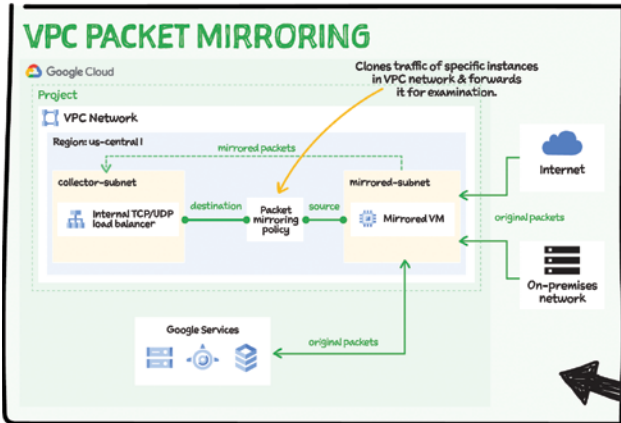 VPC PACKET MIRRORING
Google Cloud
Clones traffic of specific instances
in VPC network & forwards
it for examination.
Project
VPC Network
Region: us-central 1
mirrored packets
collector-subnet
mirrored-subnet
Internal TCP/UDP
load balancer
destination
Packet
mirroring
policy
source
Mirrored VM
Internet
original packets
On-premises
network
Google Services
original packets